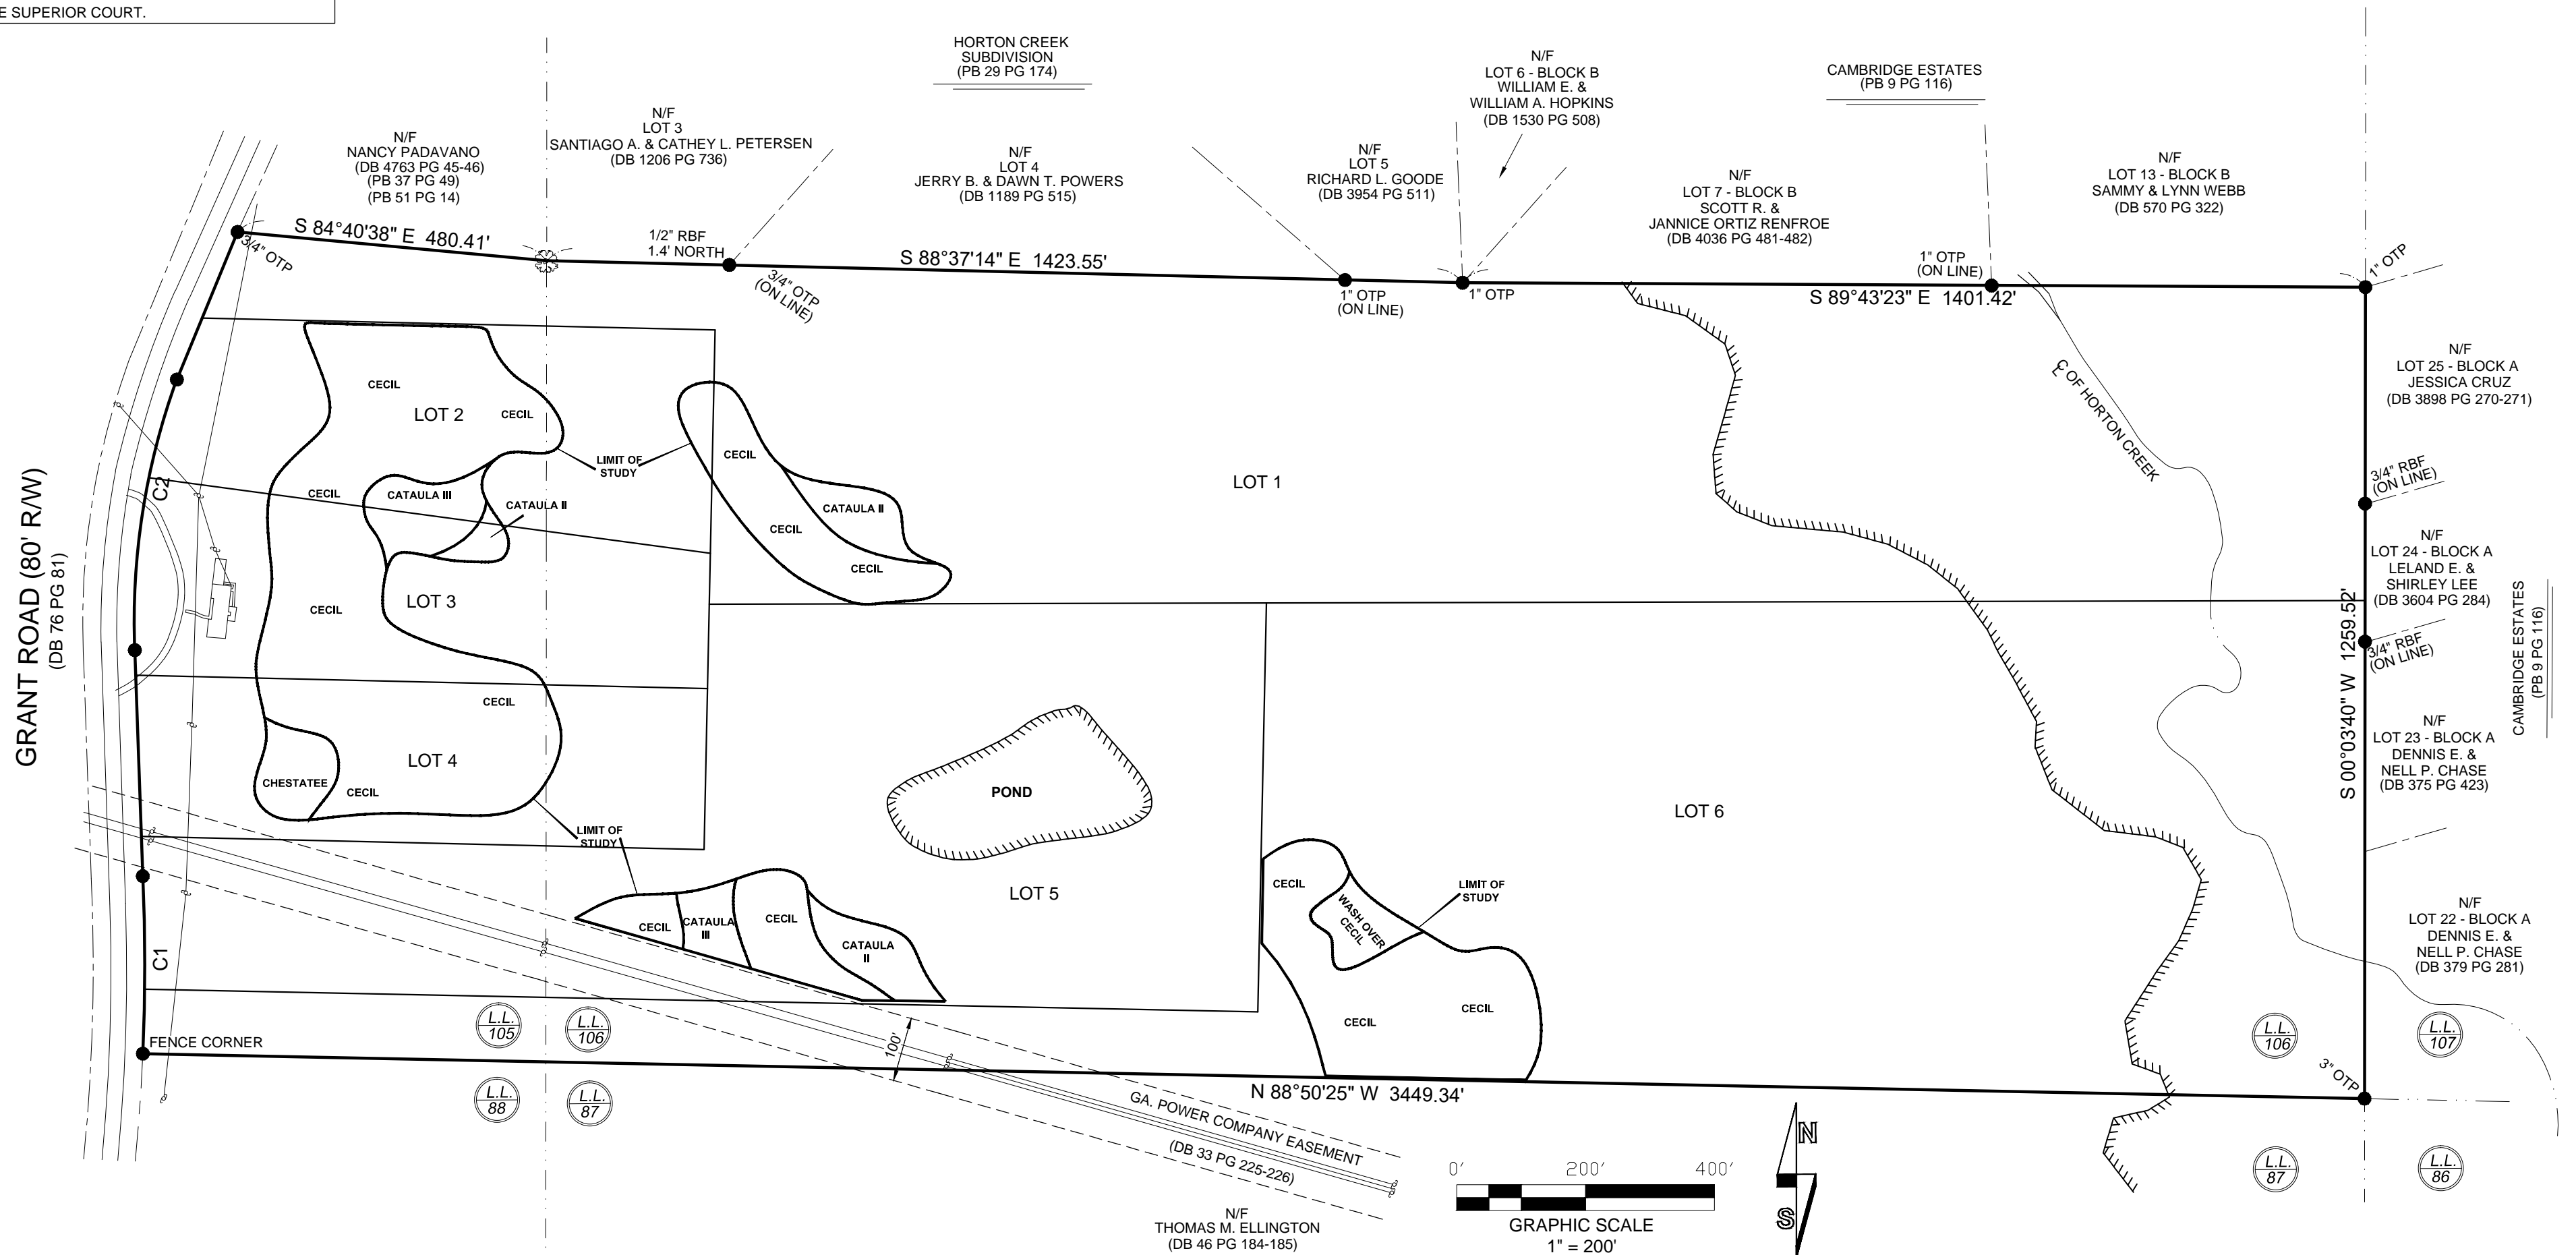 E SUPERIOR COURT.
HORTON CREEK
SUBDIVISION
(PB 29 PG 174)
N/F
LOT 6 - BLOCK B
WILLIAM E. &
WILLIAM A. HOPKINS
(DB 1530 PG 508)
CAMBRIDGE ESTATES
(PB 9 PG 116)
N/F
NANCY PADAVANO
(DB 4763 PG 45-46)
(PB 37 PG 49)
(PB 51 PG 14)
N/F
LOT 3
SANTIAGO A. & CATHEY L. PETERSEN
(DB 1206 PG 736)
N/F
LOT 4
JERRY B. & DAWN T. POWERS
(DB 1189 PG 515)
N/F
LOT 5
RICHARD L. GOODE
(DB 3954 PG 511)
N/F
LOT 7 - BLOCK B
SCOTT R. &
JANNICE ORTIZ RENFROE
(DB 4036 PG 481-482)
N/F
LOT 13 - BLOCK B
SAMMY & LYNN WEBB
(DB 570 PG 322)
3/4" OTP
S 84°40'38" E 480.41'
1/2" RBF
1.4' NORTH
3/4" OTP
(ON LINE)
S 88°37'14" E 1423.55'
1" OTP
(ON LINE)
1" OTP
1" OTP
(ON LINE)
S 89°43'23" E 1401.42'
1" OTP
N/F
LOT 25 - BLOCK A
JESSICA CRUZ
(DB 3898 PG 270-271)
3/4" RBF
(ON LINE)
N/F
LOT 24 - BLOCK A
LELAND E. &
SHIRLEY LEE
(DB 3604 PG 284)
3/4" RBF
(ON LINE)
S 00°03'40" W 1259.52'
CAMBRIDGE ESTATES
(PB 9 PG 116)
N/F
LOT 23 - BLOCK A
DENNIS E. &
NELL P. CHASE
(DB 375 PG 423)
N/F
LOT 22 - BLOCK A
DENNIS E. &
NELL P. CHASE
(DB 379 PG 281)
℄ OF HORTON CREEK
GRANT ROAD (80' R/W)
(DB 76 PG 81)
C2
C1
CECIL
LOT 2
CECIL
LIMIT OF
STUDY
CECIL
CATAULA III
CATAULA II
CECIL
CATAULA II
CECIL
CECIL
LOT 1
CECIL
LOT 3
CECIL
LOT 4
CHESTATEE
CECIL
LIMIT OF
STUDY
POND
LOT 5
LOT 6
CECIL
CATAULA
III
CECIL
CATAULA
II
CECIL
WASH OVER
CECIL
LIMIT OF
STUDY
CECIL
CECIL
FENCE CORNER
L.L.
105
L.L.
106
L.L.
88
L.L.
87
100'
L.L.
106
L.L.
107
3" OTP
N 88°50'25" W 3449.34'
GA. POWER COMPANY EASEMENT
(DB 33 PG 225-226)
L.L.
87
L.L.
86
N/F
THOMAS M. ELLINGTON
(DB 46 PG 184-185)
0' 200' 400'
GRAPHIC SCALE
1" = 200'
N
S